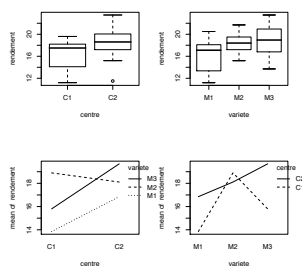 rendement
12 16 20
C1 C2
centre
rendement
12 16 20
M1 M2 M3
variete
mean of rendement
14 16 18
C1 C2
centre
variete
M3
M2
M1
mean of rendement
14 16 18
M1 M2 M3
variete
C2
C1